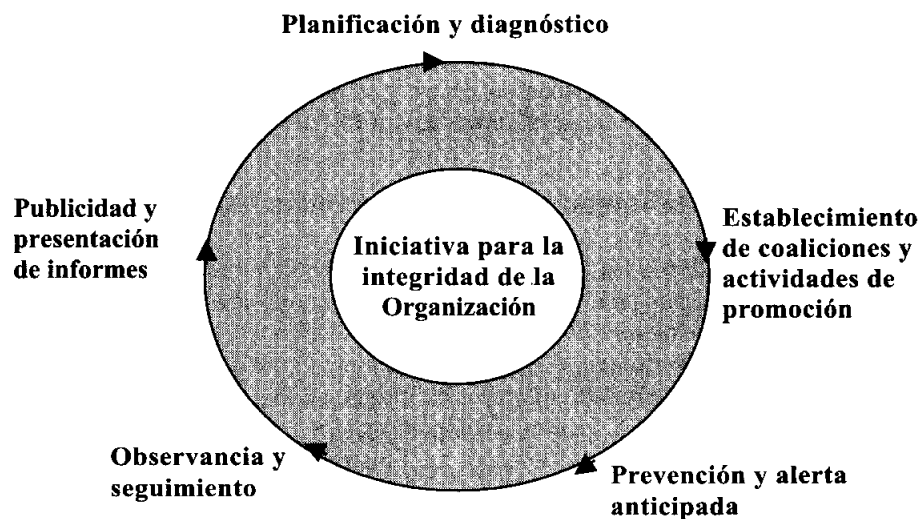 Planificación y diagnóstico
Publicidad y
presentación
de informes
Iniciativa para la
integridad de la
Organización
Establecimiento
de coaliciones y
actividades de
promoción
Observancia y
seguimiento
Prevención y alerta
anticipada